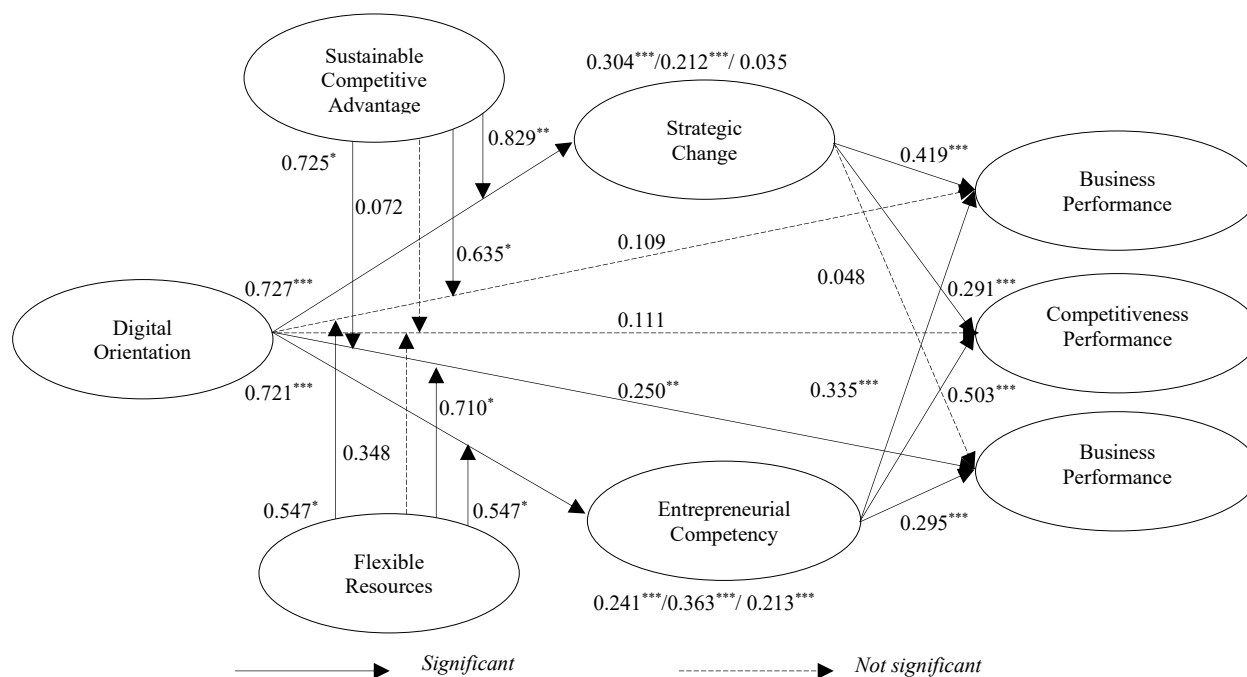 Sustainable
Competitive
Advantage
0.304***/0.212***/ 0.035
Strategic
Change
0.829**
0.419***
0.725*
Business
Performance
0.072
0.109
0.635*
0.048
0.727***
0.291***
Digital
Orientation
Competitiveness
Performance
0.111
0.721***
0.250**
0.335***
0.503***
0.710*
0.348
Business
Performance
0.547*
0.547*
Entrepreneurial
Competency
0.295***
Flexible
Resources
0.241***/0.363***/ 0.213***
Significant
Not significant